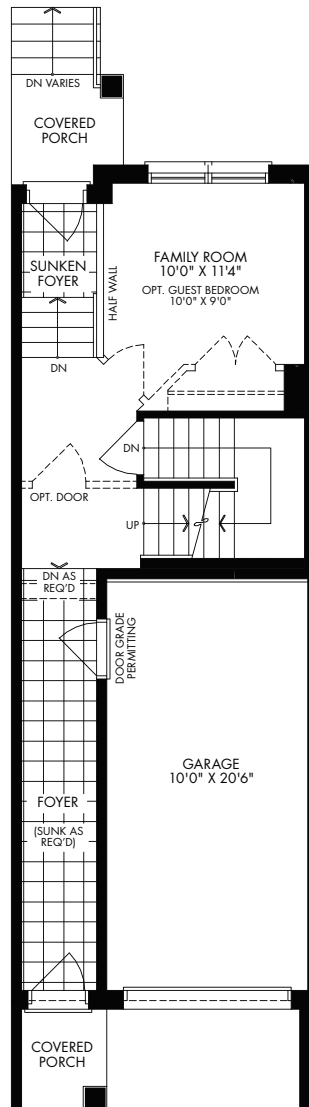 DN VARIES
COVERED
PORCH
SUNKEN
FOYER
HALF WALL
FAMILY ROOM
10'0" X 11'4"
OPT. GUEST BEDROOM
10'0" X 9'0"
DN
DN
OPT. DOOR
UP
DN AS
REQ'D
DOOR GRADE
PERMITTING
GARAGE
10'0" X 20'6"
FOYER
(SUNK AS
REQ'D)
COVERED
PORCH